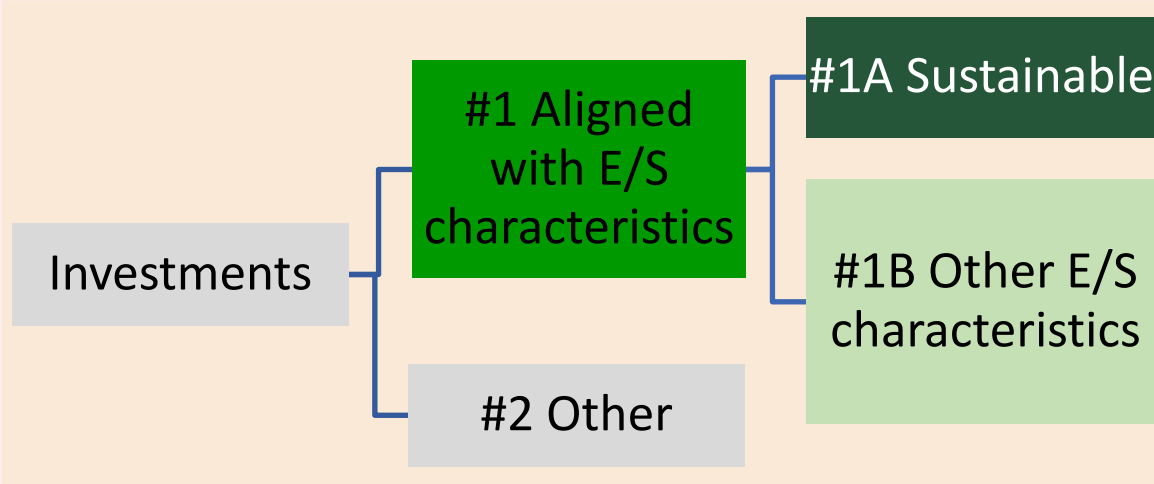 Investments
#1 Aligned
with E/S
characteristics
#2 Other
#1A Sustainable
#1B Other E/S
characteristics